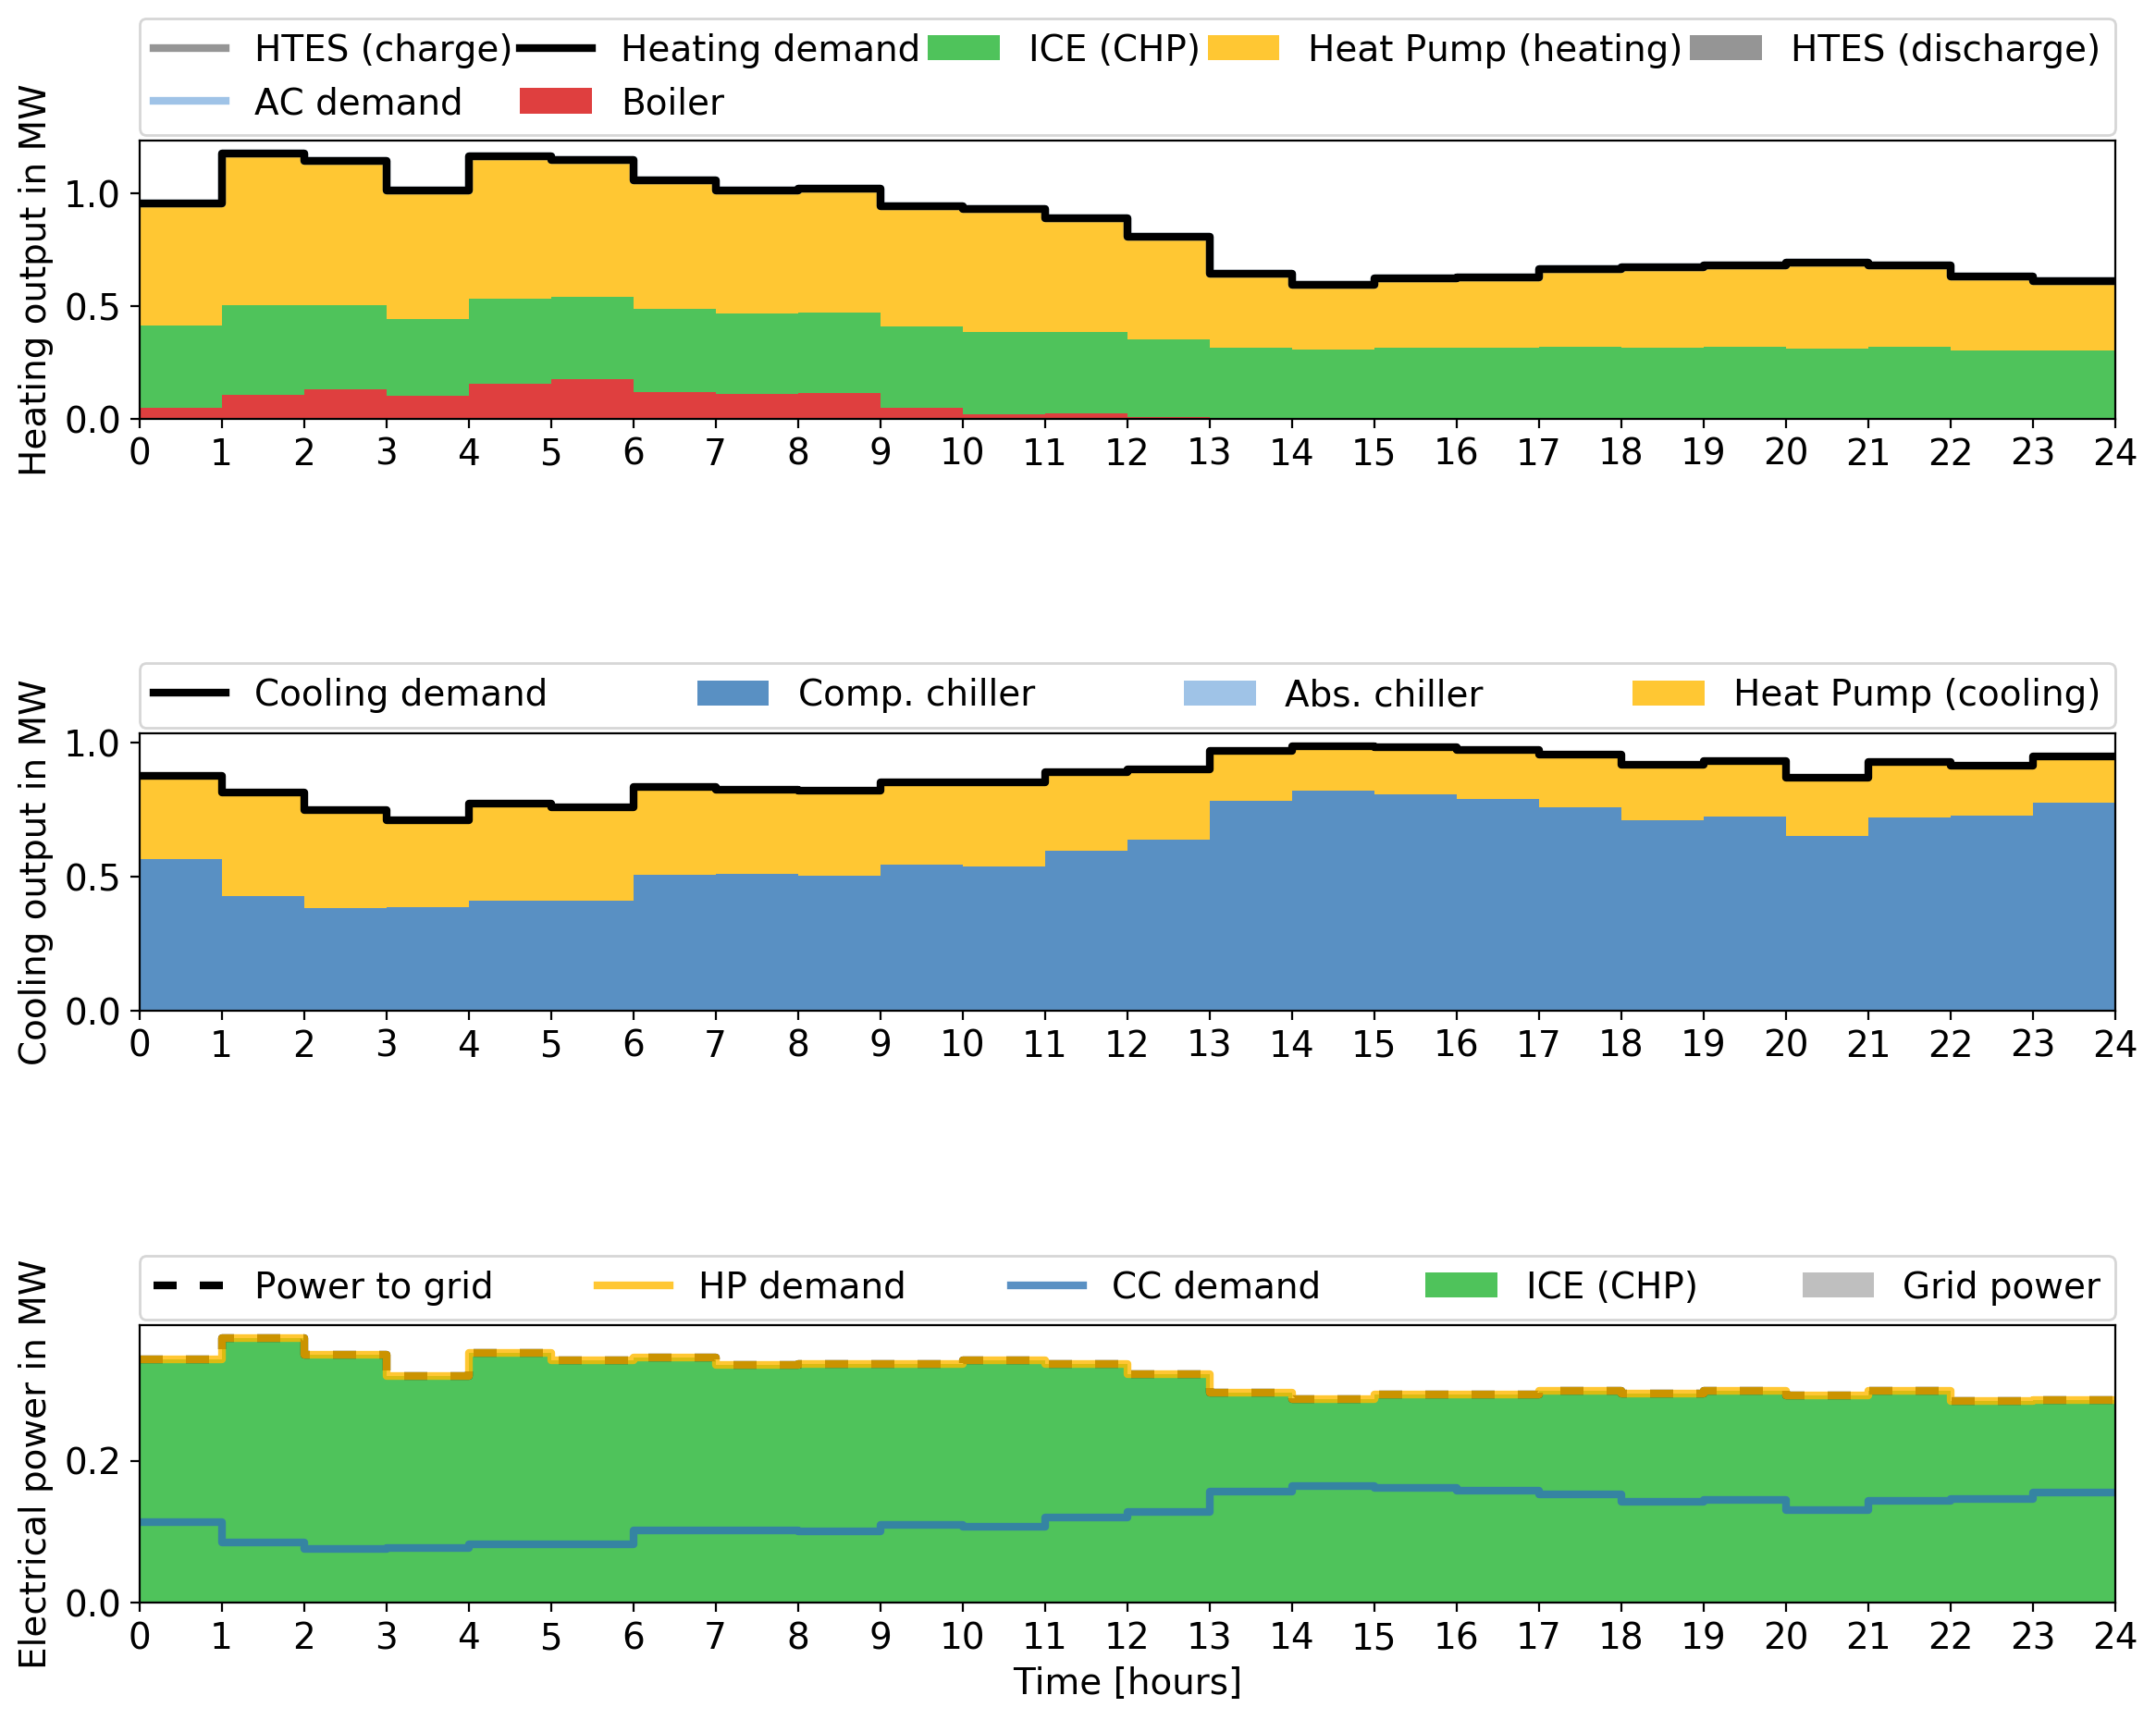 HTES (charge) Heating demand ICE (CHP) Heat Pump (heating) HTES (discharge)
AC demand Boiler
Heating output in MW
1.0
0.5
0.0
0 1 2 3 4 5 6 7 8 9 10 11 12 13 14 15 16 17 18 19 20 21 22 23 24
Cooling demand Comp. chiller Abs. chiller Heat Pump (cooling)
Cooling output in MW
1.0
0.5
0.0
0 1 2 3 4 5 6 7 8 9 10 11 12 13 14 15 16 17 18 19 20 21 22 23 24
Power to grid HP demand CC demand ICE (CHP) Grid power
Electrical power in MW
0.2
0.0
0 1 2 3 4 5 6 7 8 9 10 11 12 13 14 15 16 17 18 19 20 21 22 23 24
Time [hours]